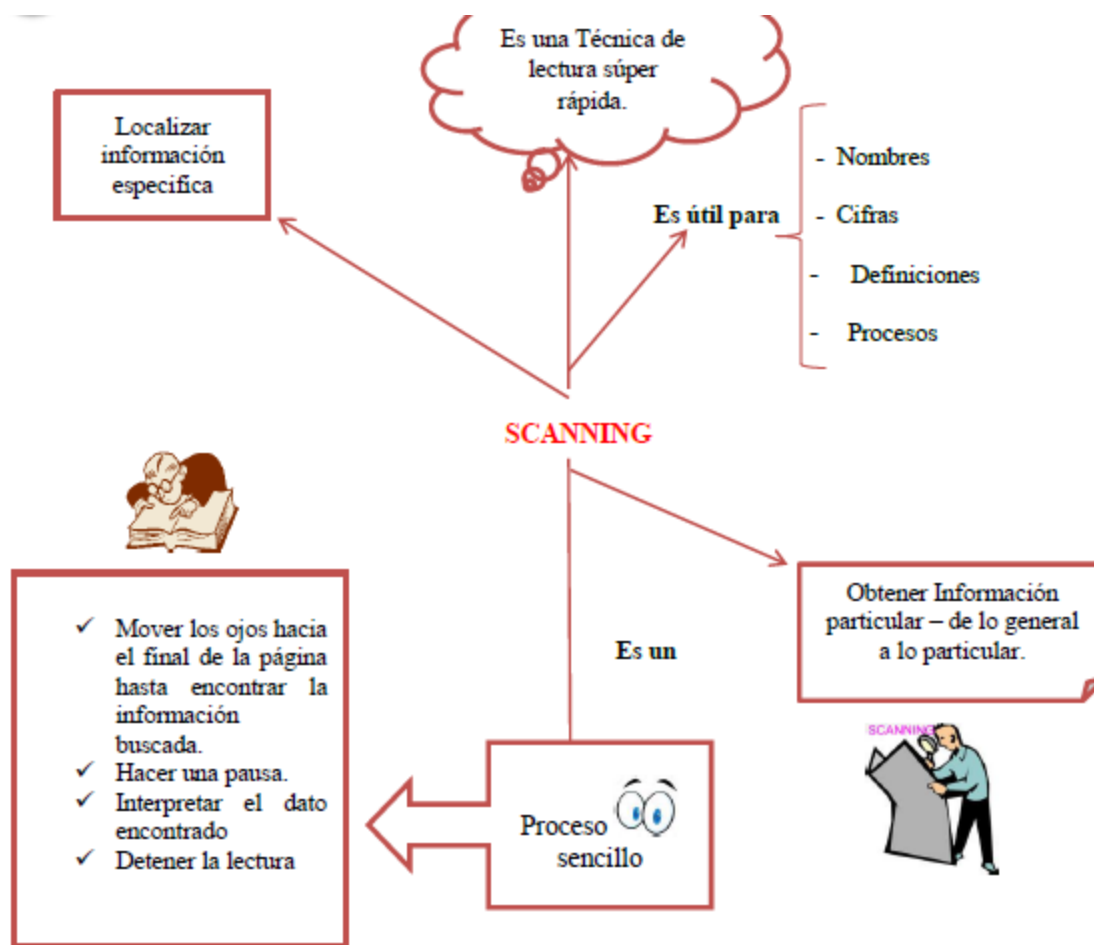 Es una Técnica de
lectura súper
rápida.
Localizar
información
especifica
Es útil para
- Nombres
- Cifras
- Definiciones
- Procesos
SCANNING
Obtener Información
particular – de lo general
a lo particular.
Es un
✓ Mover los ojos hacia
el final de la página
hasta encontrar la
información
buscada.
✓ Hacer una pausa.
✓ Interpretar el dato
encontrado
✓ Detener la lectura
SCANNING
Proceso
sencillo